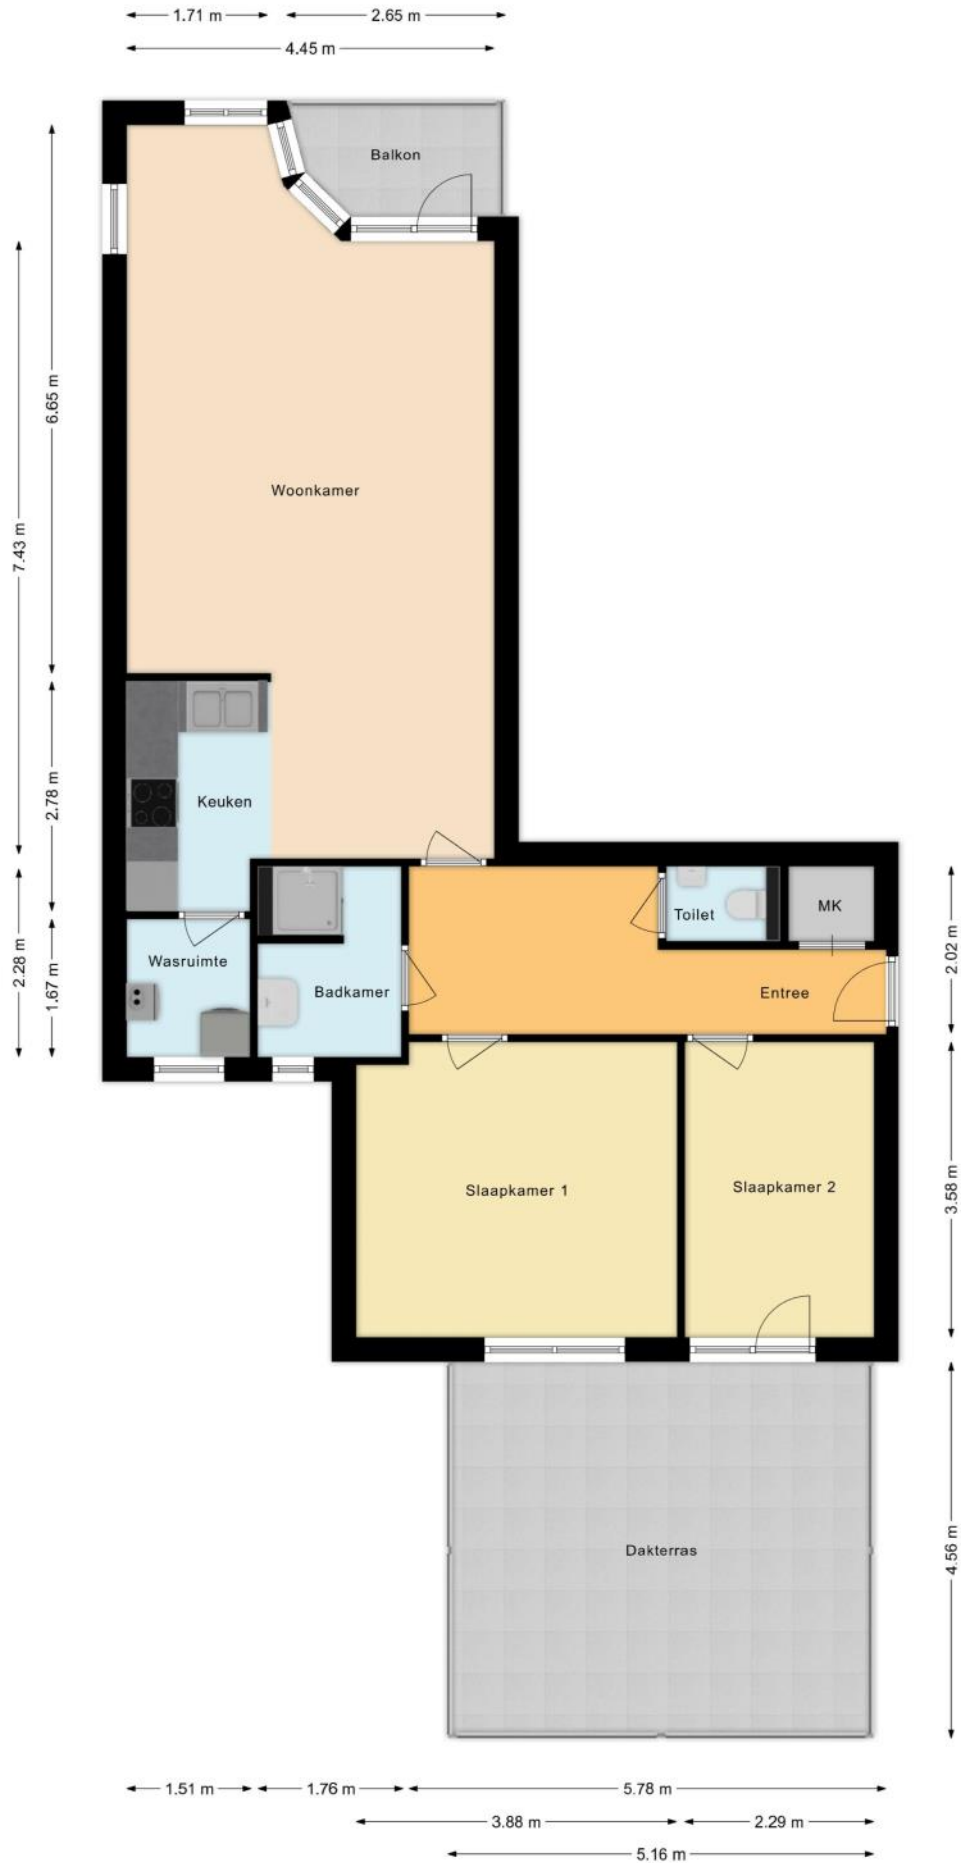 1.71 m
2.65 m
4.45 m
Balkon
6.65 m
Woonkamer
7.43 m
2.78 m
Keuken
2.28 m
1.67 m
Wasruimte
Badkamer
Toilet
MK
Entree
2.02 m
Slaapkamer 1
Slaapkamer 2
3.58 m
Dakterras
4.56 m
1.51 m
1.76 m
5.78 m
3.88 m
2.29 m
5.16 m